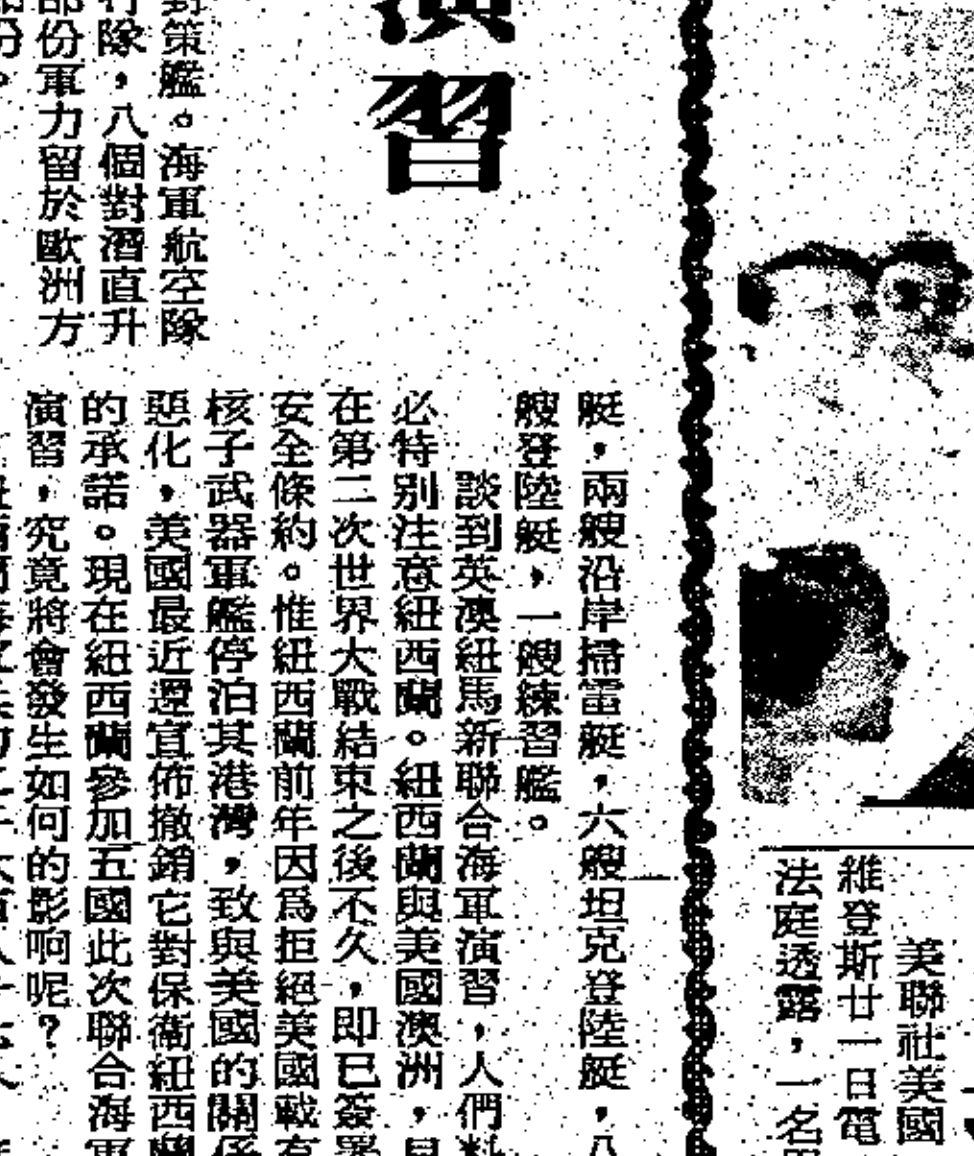 美聯社美國
維登斯廿一日電
法庭透露，一名
演習
艇，兩艘沿岸掃雷艇，六艘坦克登陸艇，八
艘登陸艇，一艘練習艦。
談到英澳紐馬新聯合海軍演習，人們
必特別注意紐西蘭。紐西蘭與美國澳洲，
在第二次世界大戰結束之後不久，即已簽署
安全條約。惟紐西蘭前年因為拒絕美國載有
核子武器軍艦停泊其港灣，致與美國的關係
惡化，美國最近還宣佈撤銷它對保衞紐西蘭
的承諾。現在紐西蘭參加五國此次聯合海軍
演習，究竟將會發生如何的影响呢？
對策艦。海軍航空隊
行隊，八個對潛直升
部份軍力留於歐洲方